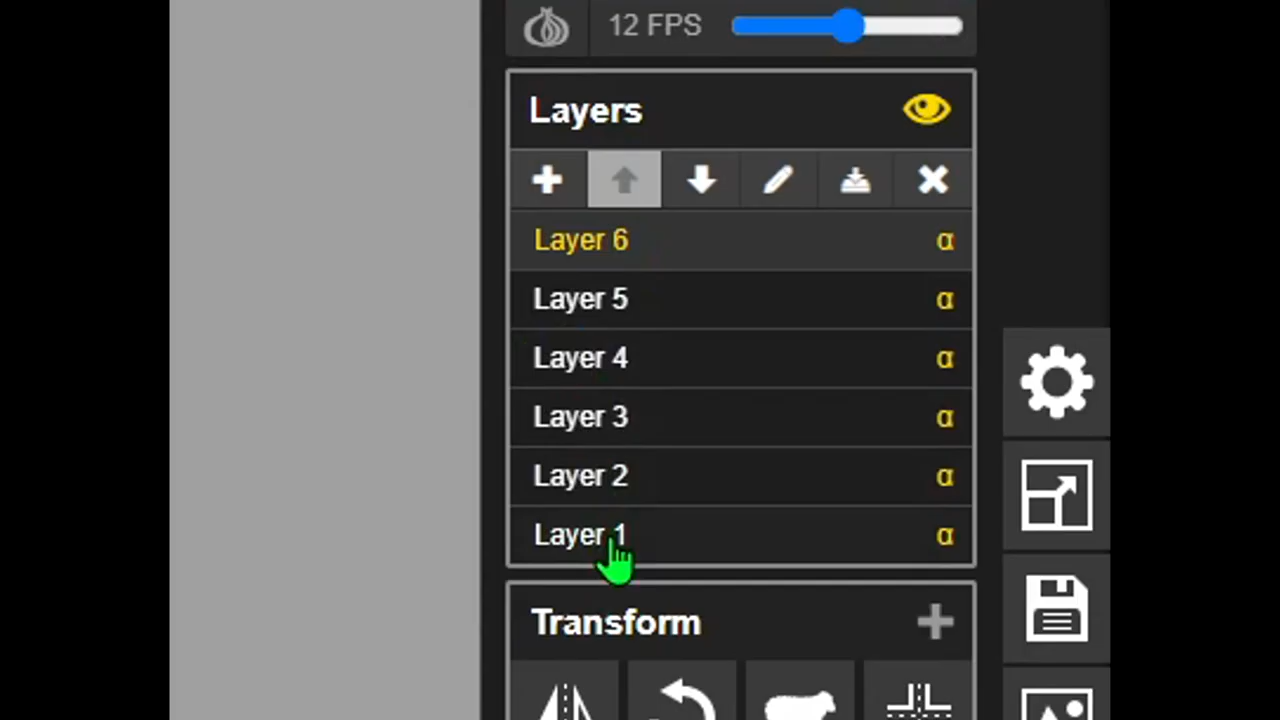 12 FPS
Layers
Layer 6 α
Layer 5 α
Layer 4 α
Layer 3 α
Layer 2 α
Layer 1 α
Transform